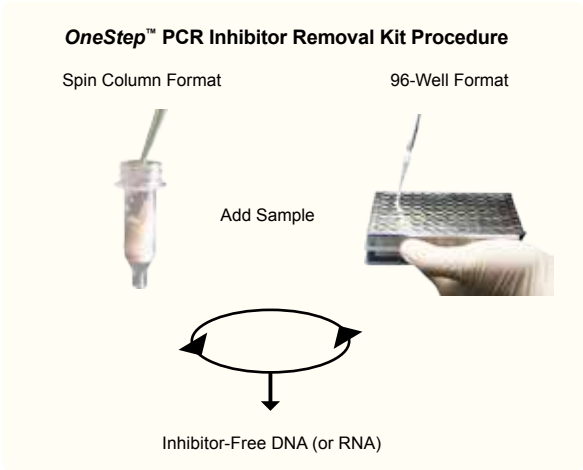 OneStep™ PCR Inhibitor Removal Kit Procedure
Spin Column Format
96-Well Format
Add Sample
Inhibitor-Free DNA (or RNA)